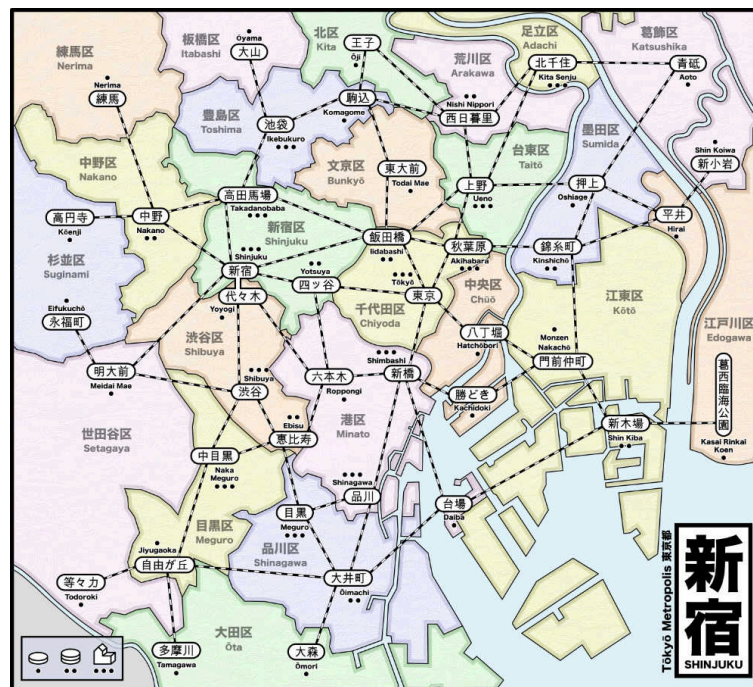 足立区
Adachi
北区
Kita
板橋区
Itabashi
Ōyama
大山
王子
Ōji
荒川区
Arakawa
北千住
Kita Senju
葛飾区
Katsushika
青砥
Aoto
練馬区
Nerima
Nerima
練馬
豊島区
Toshima
駒込
Komagome
Nishi Nippori
西日暮里
墨田区
Sumida
池袋
Ikebukuro
文京区
Bunkyō
台東区
Taitō
Shin Koiwa
新小岩
中野区
Nakano
東大前
Todai Mae
上野
Ueno
押上
Oshiage
高田馬場
Takadanobaba
高円寺
Kōenji
中野
Nakano
新宿区
Shinjuku
平井
Hirai
飯田橋
Iidabashi
秋葉原
Akihabara
錦糸町
Kinshichō
杉並区
Suginami
Shinjuku
新宿
Yotsuya
四ッ谷
Tōkyō
東京
中央区
Chūō
江東区
Kōtō
代々木
Yoyogi
千代田区
Chiyoda
Eifukuchō
永福町
渋谷区
Shibuya
八丁堀
Hatchōbori
Monzen
Nakachō
門前仲町
江戸川区
Edogawa
明大前
Meidai Mae
Shibuya
渋谷
六本木
Roppongi
Shimbashi
新橋
勝どき
Kachidoki
葛西臨海公園
Kasai Rinkai
Koen
世田谷区
Setagaya
港区
Minato
Ebisu
恵比寿
新木場
Shin Kiba
中目黒
Naka
Meguro
Shinagawa
品川
目黒
Meguro
台場
Daiba
目黒区
Meguro
品川区
Shinagawa
Jiyugaoka
自由が丘
等々力
Todoroki
大井町
Ōimachi
大田区
Ōta
多摩川
Tamagawa
大森
Ōmori
Tōkyō Metropolis 東京都
新宿
SHINJUKU